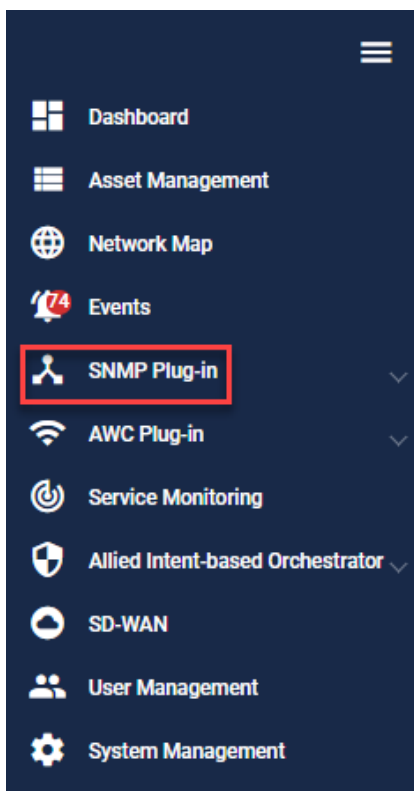 Dashboard
Asset Management
Network Map
74
Events
SNMP Plug-in
AWC Plug-in
Service Monitoring
Allied Intent-based Orchestrator
SD-WAN
User Management
System Management